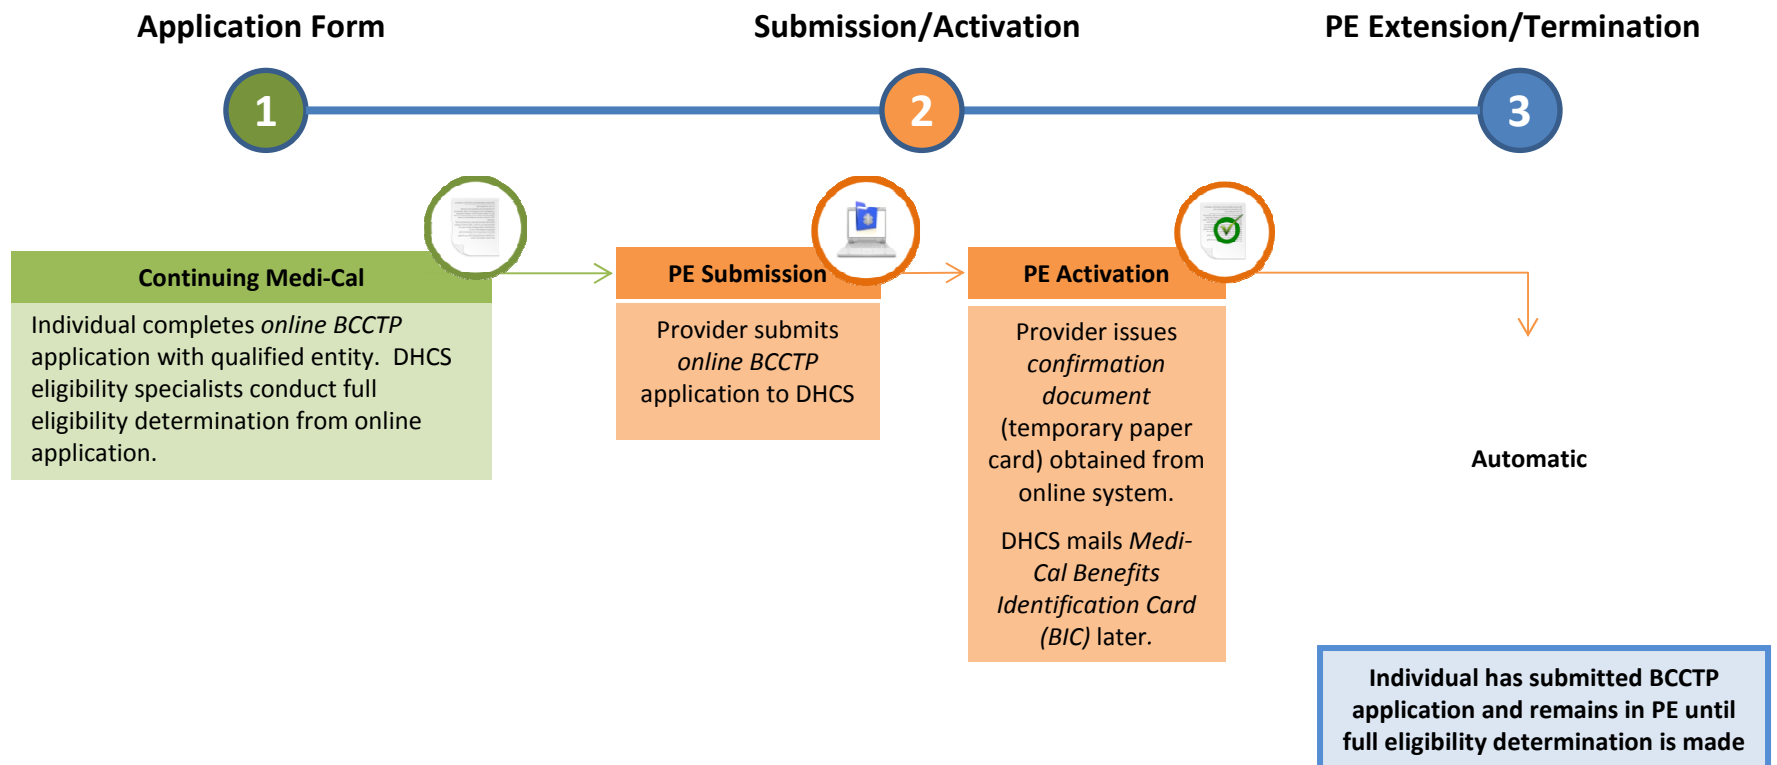 Application Form
Submission/Activation
PE Extension/Termination
1
2
3
Continuing Medi-Cal
Individual completes online BCCTP
application with qualified entity.  DHCS
eligibility specialists conduct full
eligibility determination from online
application.
PE Submission
Provider submits
online BCCTP
application to DHCS
PE Activation
Provider issues
confirmation
document
(temporary paper
card) obtained from
online system.
DHCS mails Medi-
Cal Benefits
Identification Card
(BIC) later.
Automatic
Individual has submitted BCCTP
application and remains in PE until
full eligibility determination is made